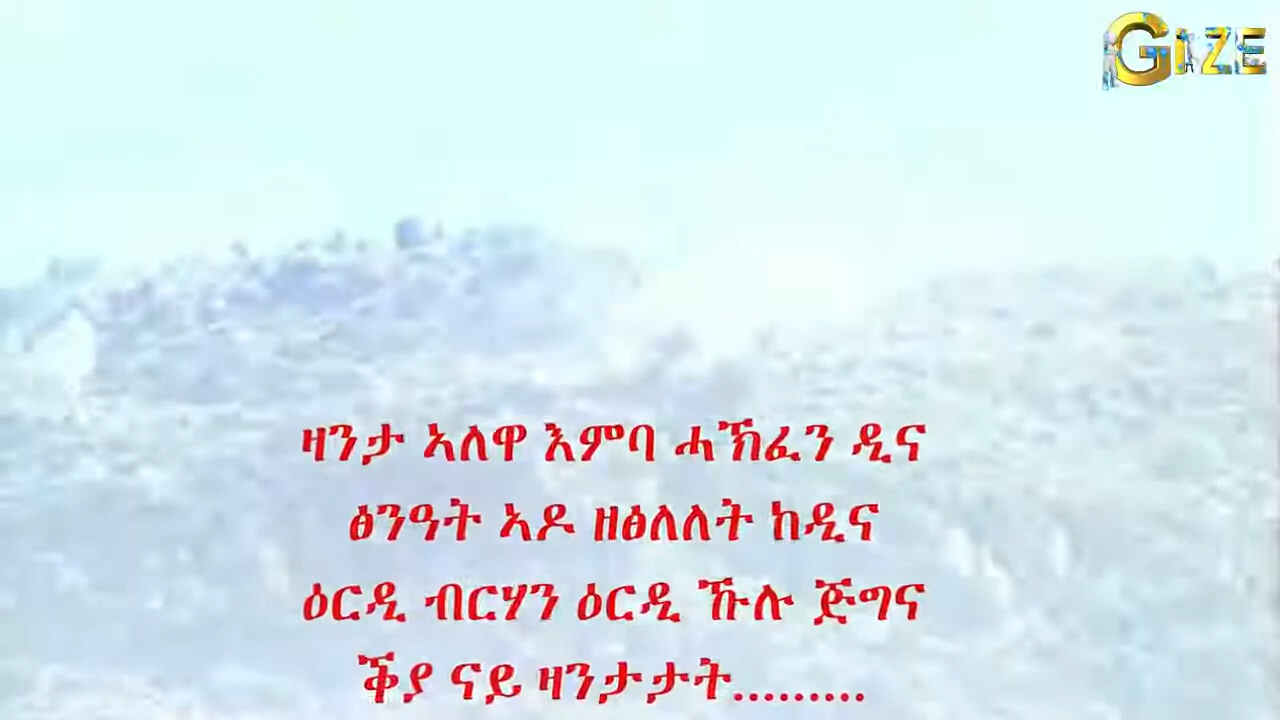 GIZE
ዛንታ ኣለዋ እምባ ሓኽፈን ዲና
ፅንዓት ኣዶ ዘፅለለት ከዲና
ዕርዲ ብርሃን ዕርዲ ኹሉ ጅግና
ቕያ ናይ ዛንታታት.........